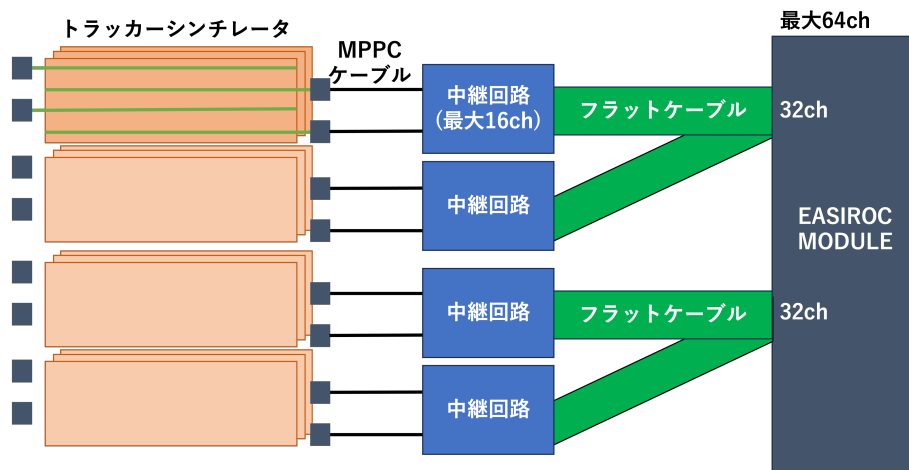 最大64ch
トラッカーシンチレータ
MPPC
ケーブル
中継回路
(最大16ch)
フラットケーブル
32ch
中継回路
EASIROC
MODULE
中継回路
フラットケーブル
32ch
中継回路